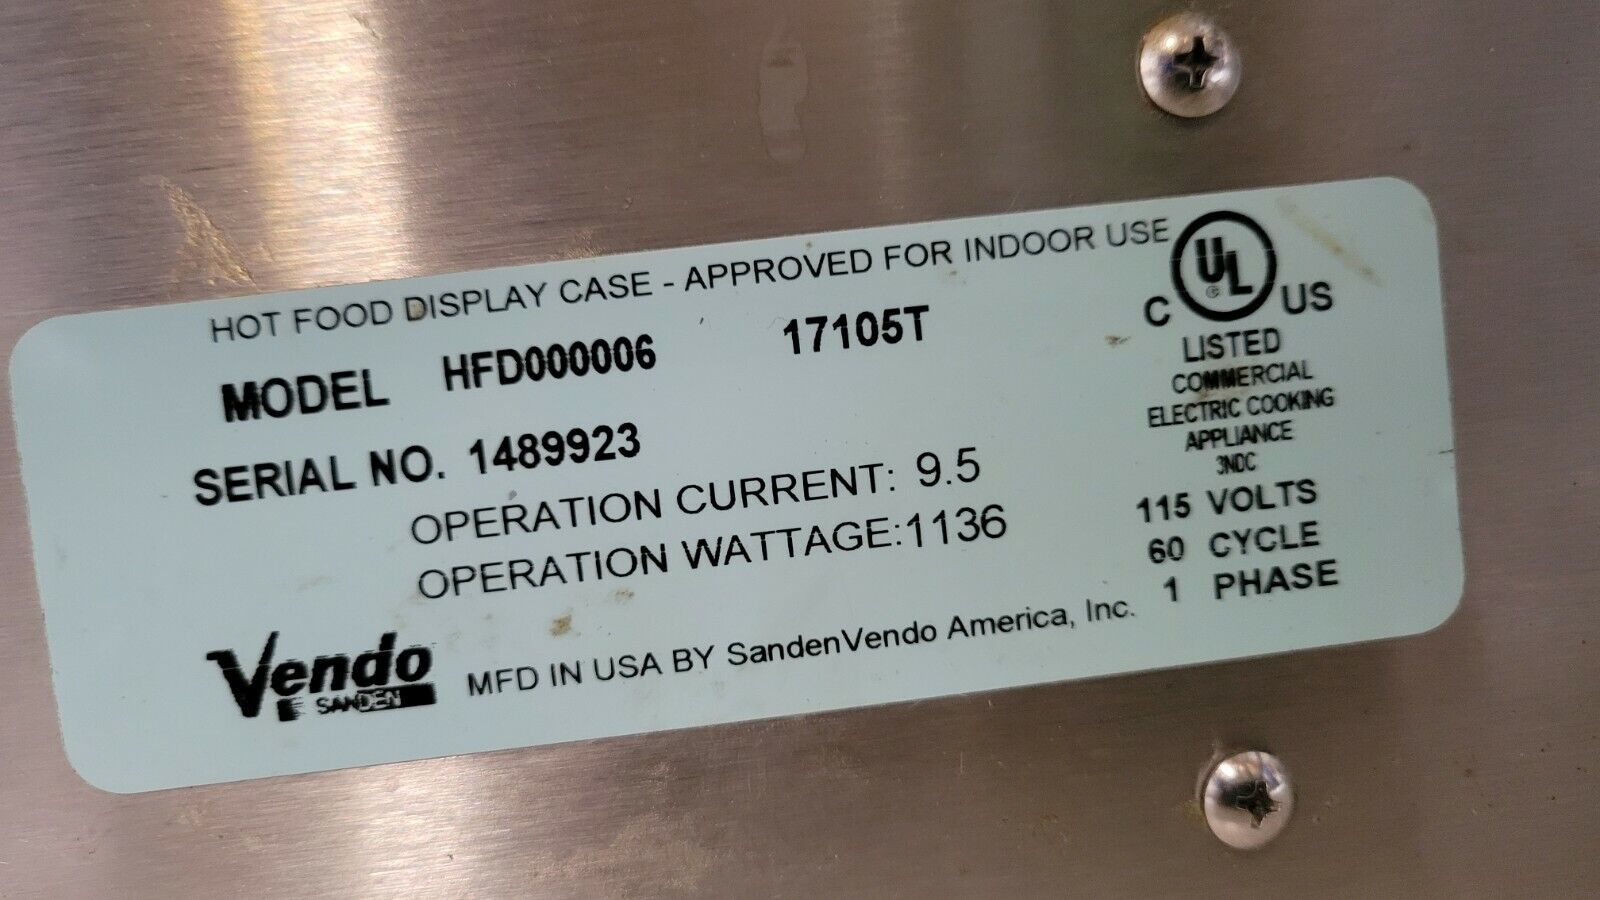 HOT FOOD DISPLAY CASE - APPROVED FOR INDOOR USE
MODEL HFD000006 17105T
SERIAL NO. 1489923
OPERATION CURRENT: 9.5
OPERATION WATTAGE:1136
Vendo
SANDEN
MFD IN USA BY SandenVendo America, Inc.
C UL US
®
LISTED
COMMERCIAL
ELECTRIC COOKING
APPLIANCE
3NDC
115 VOLTS
60 CYCLE
1 PHASE